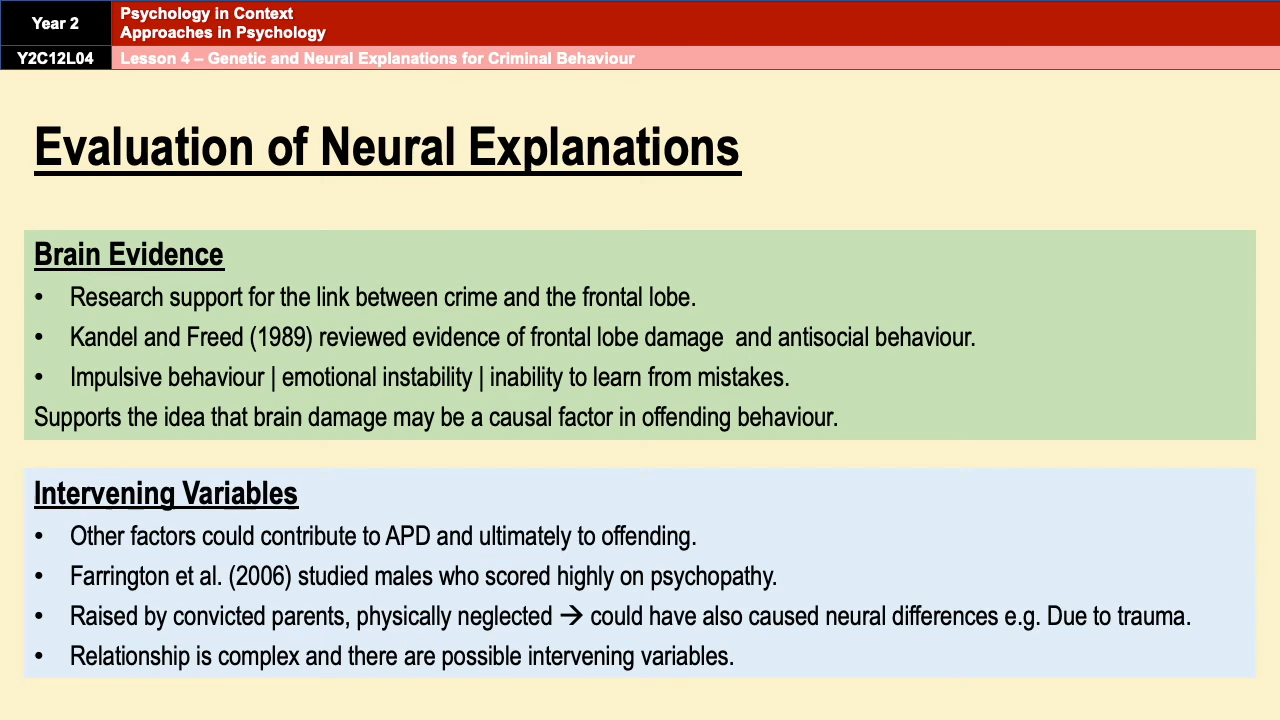 Year 2
Psychology in Context
Approaches in Psychology
Y2C12L04
Lesson 4 – Genetic and Neural Explanations for Criminal Behaviour
Evaluation of Neural Explanations
Brain Evidence
• Research support for the link between crime and the frontal lobe.
• Kandel and Freed (1989) reviewed evidence of frontal lobe damage  and antisocial behaviour.
• Impulsive behaviour | emotional instability | inability to learn from mistakes.
Supports the idea that brain damage may be a causal factor in offending behaviour.
Intervening Variables
• Other factors could contribute to APD and ultimately to offending.
• Farrington et al. (2006) studied males who scored highly on psychopathy.
• Raised by convicted parents, physically neglected → could have also caused neural differences e.g. Due to trauma.
• Relationship is complex and there are possible intervening variables.